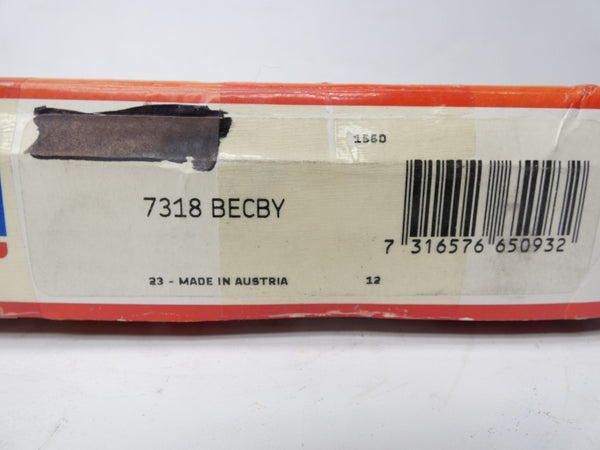 1560
7318 BECBY
7 316576 650932
23 - MADE IN AUSTRIA
12